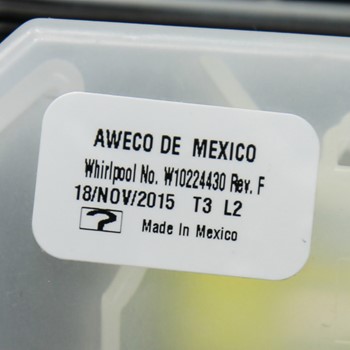 AWECO DE MEXICO
Whirlpool No. W10224430 Rev. F
18/NOV/2015 T3 L2
? Made In Mexico